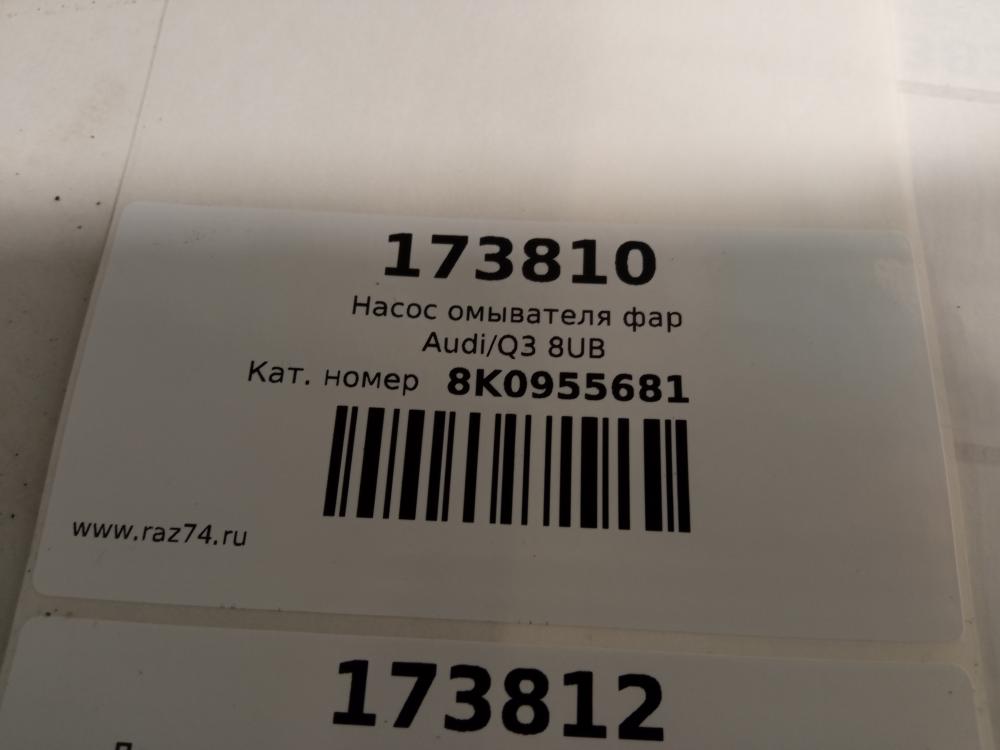 173810
Насос омывателя фар
Audi/Q3 8UB
Кат. номер 8K0955681
www.raz74.ru
173812